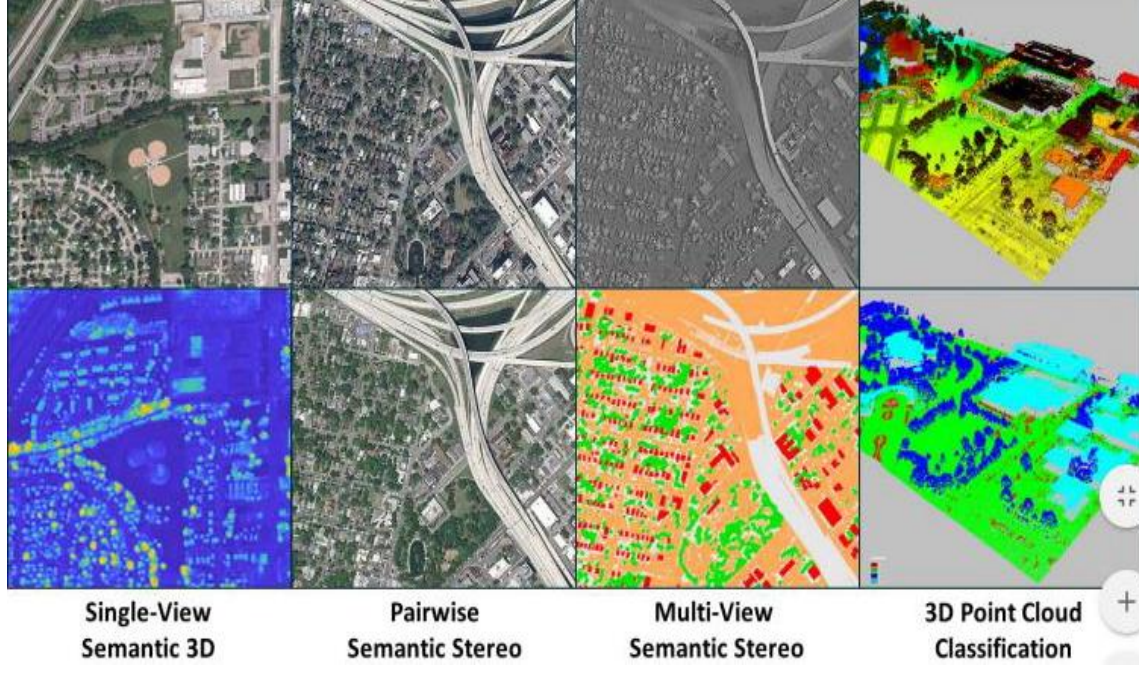 Single-View
Semantic 3D
Pairwise
Semantic Stereo
Multi-View
Semantic Stereo
3D Point Cloud
Classification